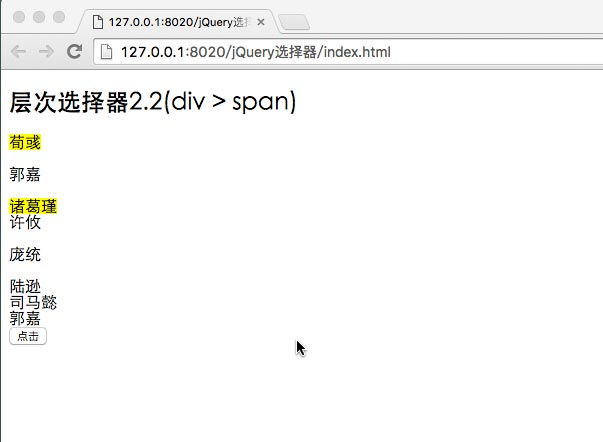 127.0.0.1:8020/jQuery选
127.0.0.1:8020/jQuery选择器/index.html
层次选择器2.2(div > span)
荀彧
郭嘉
诸葛瑾
许攸
庞统
陆逊
司马懿
郭嘉
点击